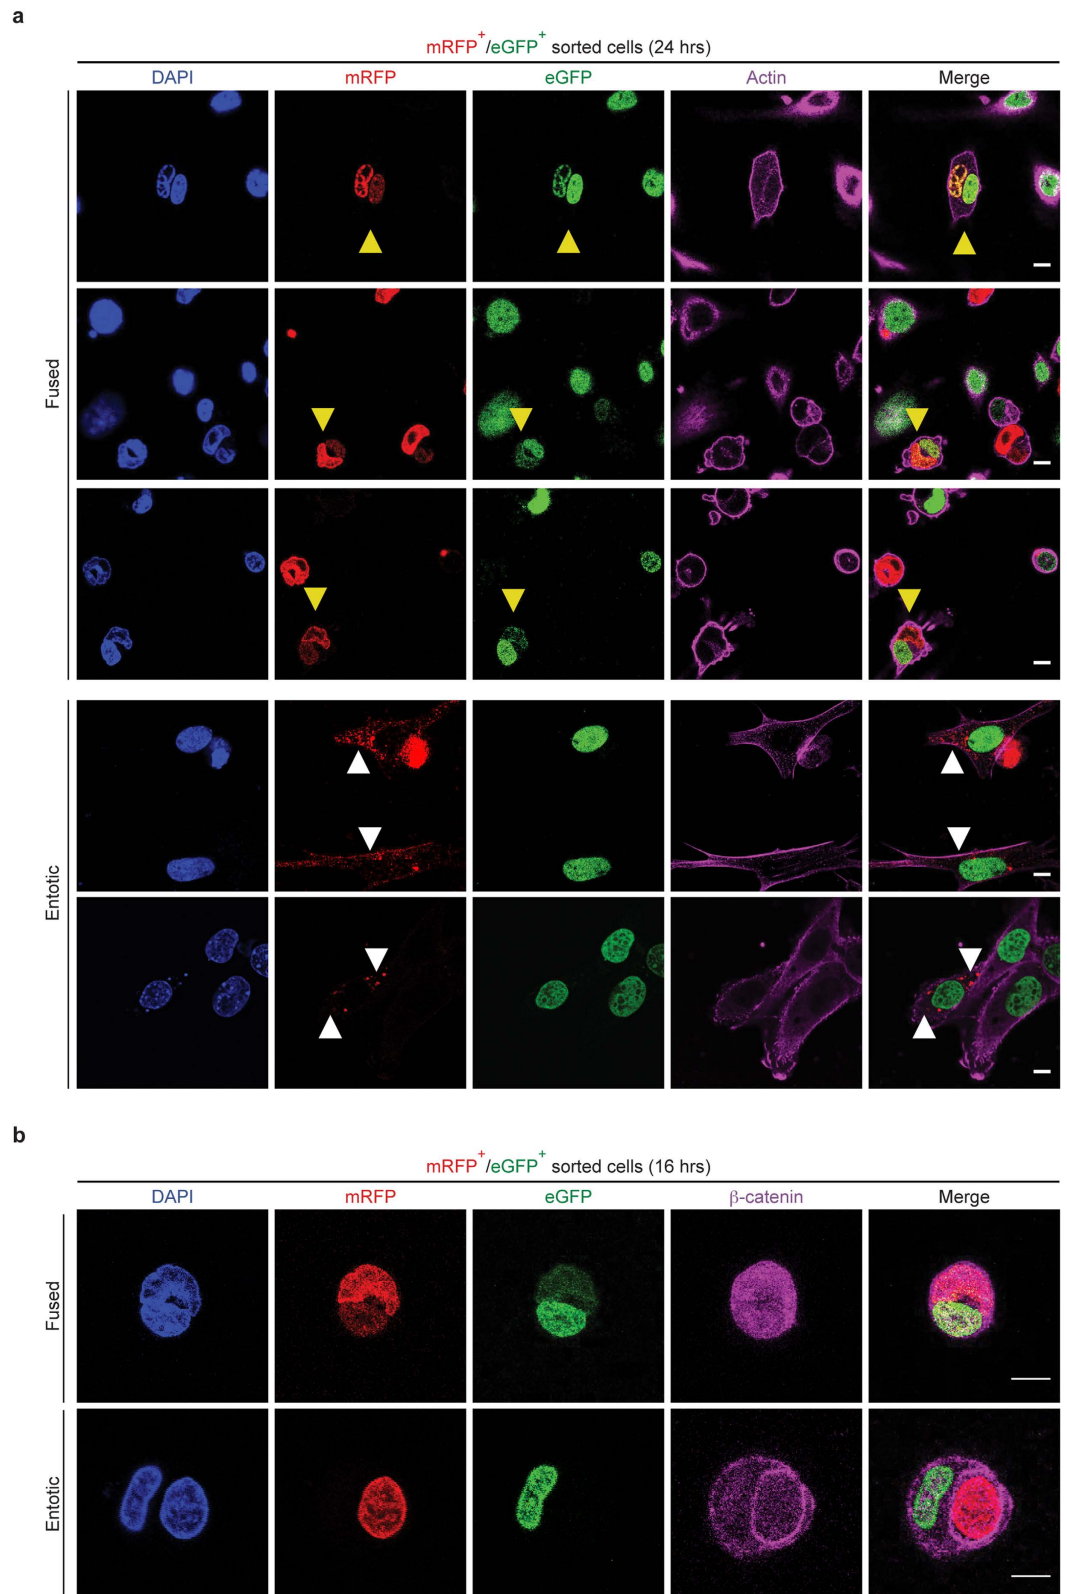 a
mRFP+/eGFP+ sorted cells (24 hrs)
DAPI mRFP eGFP Actin Merge
Fused
Entotic
b
mRFP+/eGFP+ sorted cells (16 hrs)
DAPI mRFP eGFP β-catenin Merge
Fused
Entotic